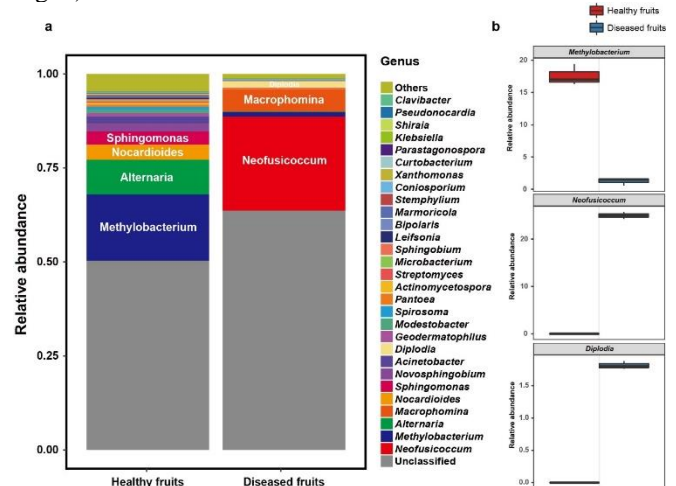 a
Relative abundance
1.00
0.75
0.50
0.25
0.00
Sphingomonas
Nocardioides
Alternaria
Methylobacterium
Healthy fruits
Diplodia
Macrophomina
Neofusicoccum
Diseased fruits
Genus
Others
Clavibacter
Pseudonocardia
Shiraia
Klebsiella
Parastagonospora
Curtobacterium
Xanthomonas
Coniosporium
Stemphylium
Marmoricola
Bipolaris
Leifsonia
Sphingobium
Microbacterium
Streptomyces
Actinomycetospora
Pantoea
Spirosoma
Modestobacter
Geodermatophilus
Diplodia
Acinetobacter
Novosphingobium
Sphingomonas
Nocardioides
Macrophomina
Alternaria
Methylobacterium
Neofusicoccum
Unclassified
b
Healthy fruits
Diseased fruits
Methylobacterium
Relative abundance
20
15
10
5
0
Neofusicoccum
Relative abundance
20
10
0
Diplodia
Relative abundance
1.5
1.0
0.5
0.0